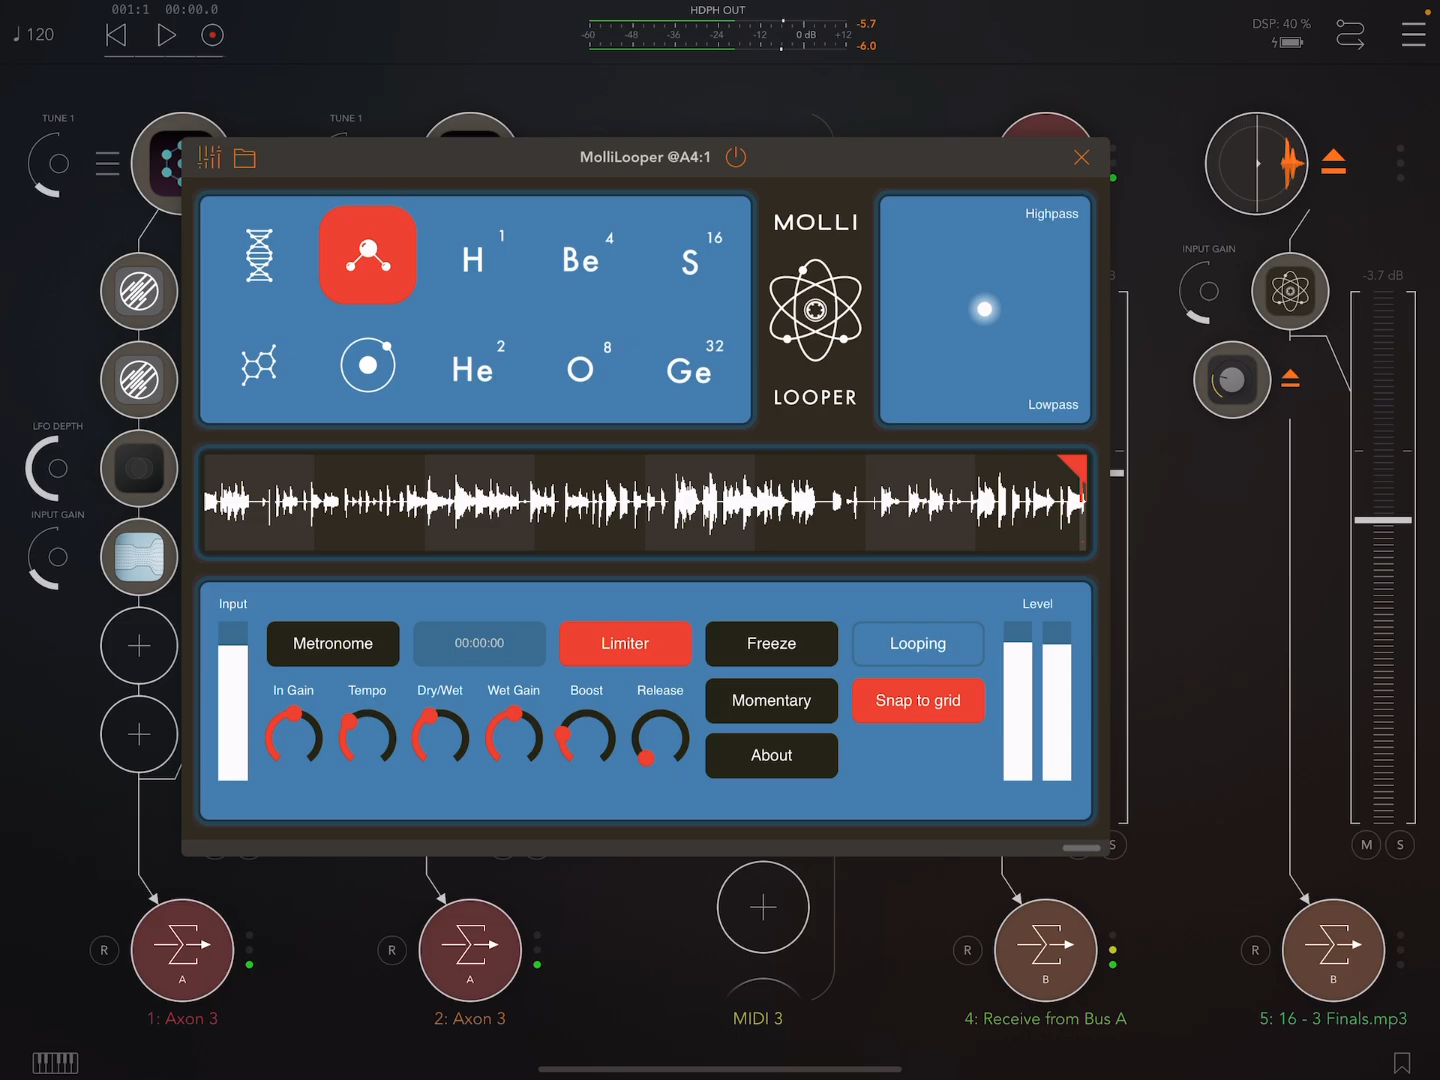 001:1 00:00.0
120
HDPH OUT
-60 -48 -36 -24 -12 0 dB +12
-5.7
-6.0
DSP: 40 %
TUNE 1
TUNE 1
MolliLooper @A4:1
H 1
Be 4
S 16
He 2
O 8
Ge 32
MOLLI
LOOPER
Highpass
Lowpass
INPUT GAIN
-3.7 dB
LFO DEPTH
INPUT GAIN
Input
Level
Metronome
00:00:00
Limiter
Freeze
Looping
In Gain
Tempo
Dry/Wet
Wet Gain
Boost
Release
Momentary
Snap to grid
About
S
M
S
R
A
R
A
R
B
R
B
1: Axon 3
2: Axon 3
MIDI 3
4: Receive from Bus A
5: 16 - 3 Finals.mp3